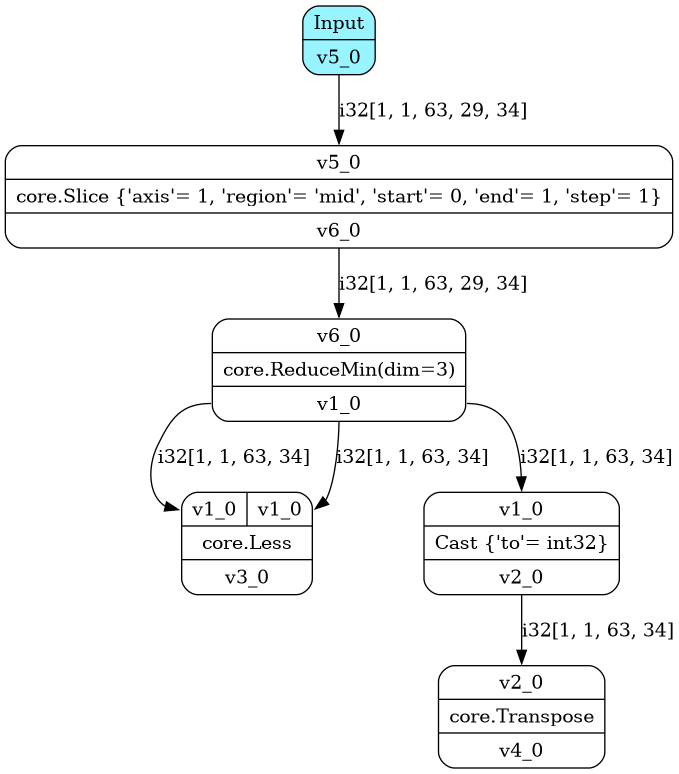 Input
v5_0
i32[1, 1, 63, 29, 34]
v5_0
core.Slice {'axis'= 1, 'region'= 'mid', 'start'= 0, 'end'= 1, 'step'= 1}
v6_0
i32[1, 1, 63, 29, 34]
v6_0
core.ReduceMin(dim=3)
v1_0
i32[1, 1, 63, 34]
i32[1, 1, 63, 34]
i32[1, 1, 63, 34]
v1_0
v1_0
core.Less
v3_0
v1_0
Cast {'to'= int32}
v2_0
i32[1, 1, 63, 34]
v2_0
core.Transpose
v4_0